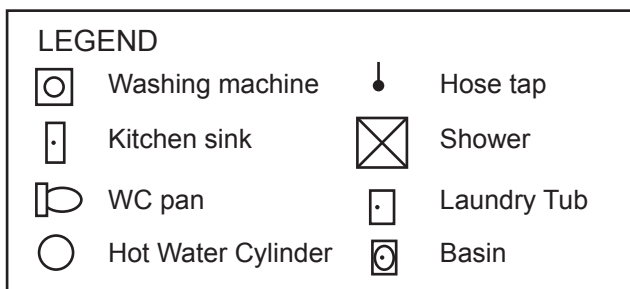 LEGEND
Washing machine
Hose tap
Kitchen sink
Shower
WC pan
Laundry Tub
Hot Water Cylinder
Basin